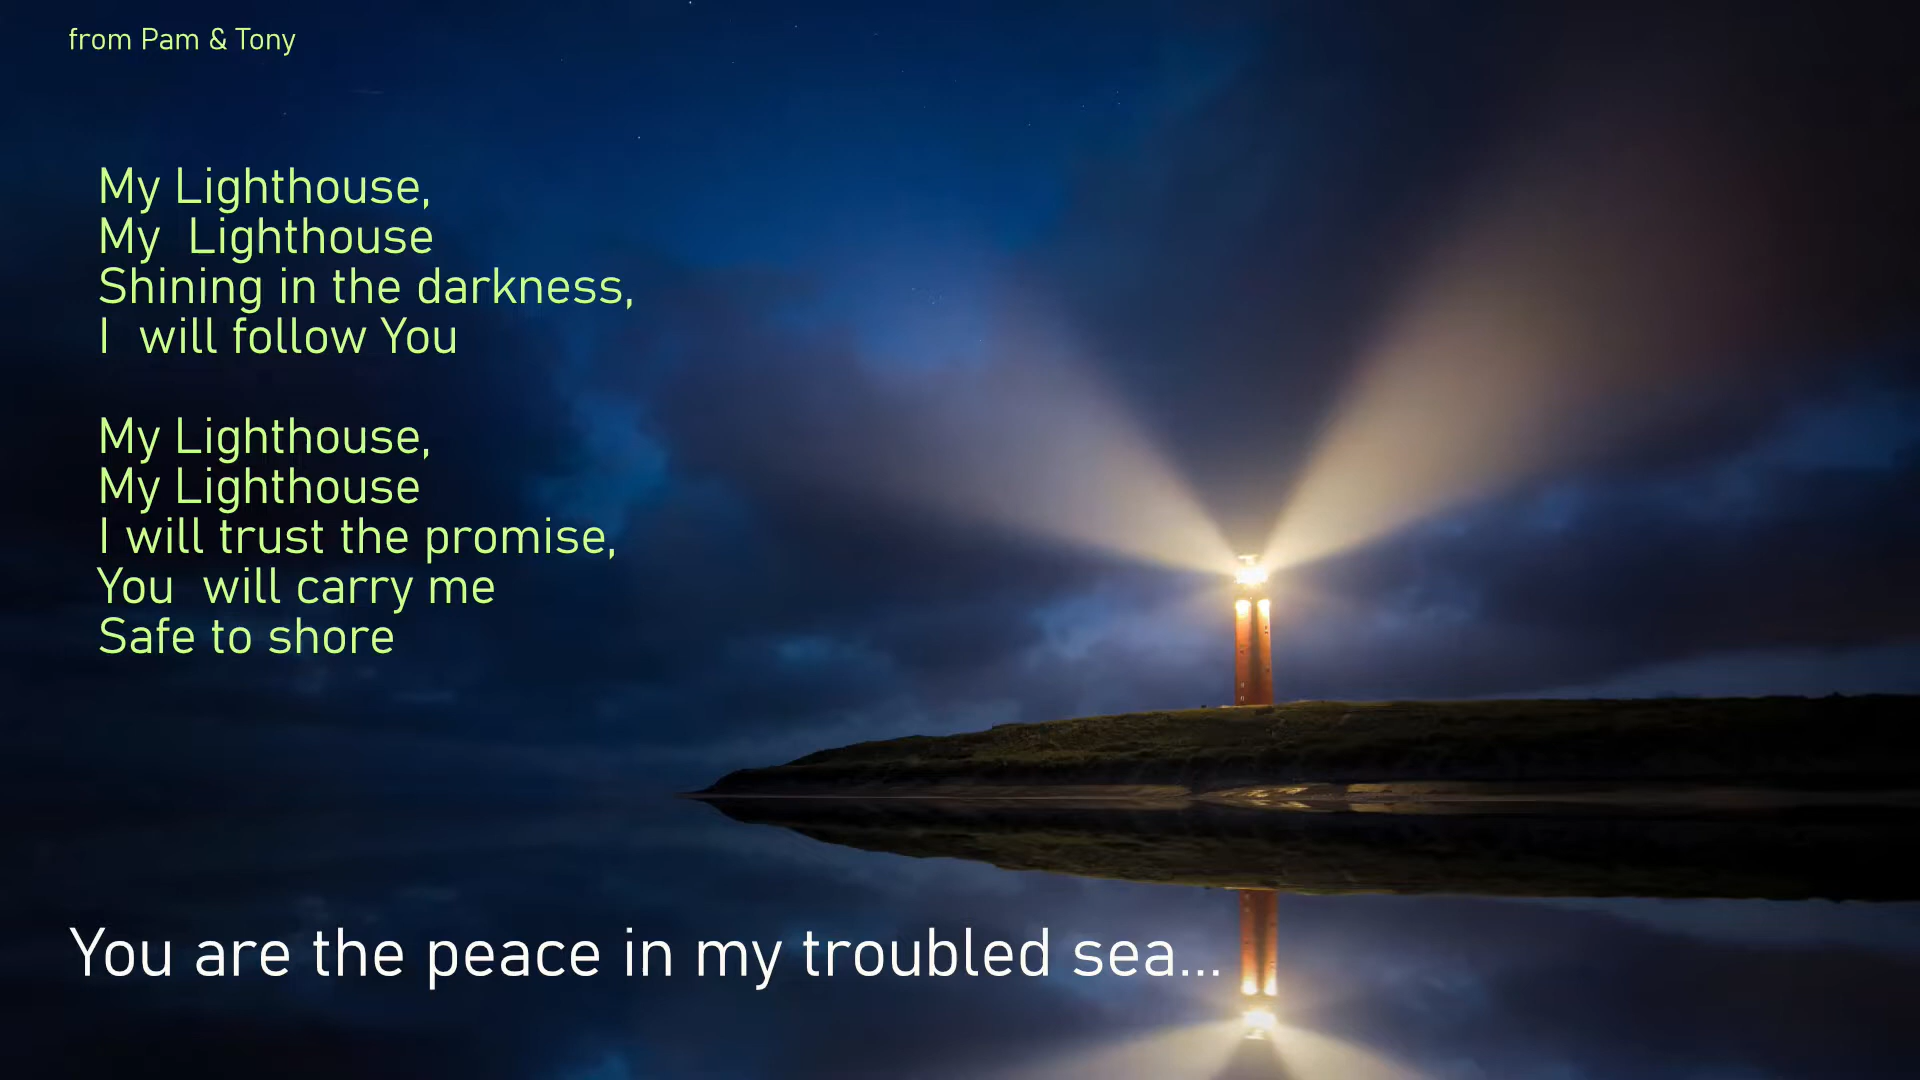 from Pam & Tony
My Lighthouse,
My  Lighthouse
Shining in the darkness,
I  will follow You
My Lighthouse,
My Lighthouse
I will trust the promise,
You  will carry me
Safe to shore
You are the peace in my troubled sea...